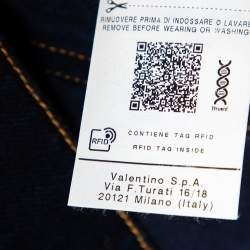 RIMUOVERE PRIMA DI INDOSSARE O LAVARE
REMOVE BEFORE WEARING OR WASHING
RFID
CONTIENE TAG RFID
RFID TAG INSIDE
Valentino S.p.A.
Via F.Turati 16/18
20121 Milano (Italy)